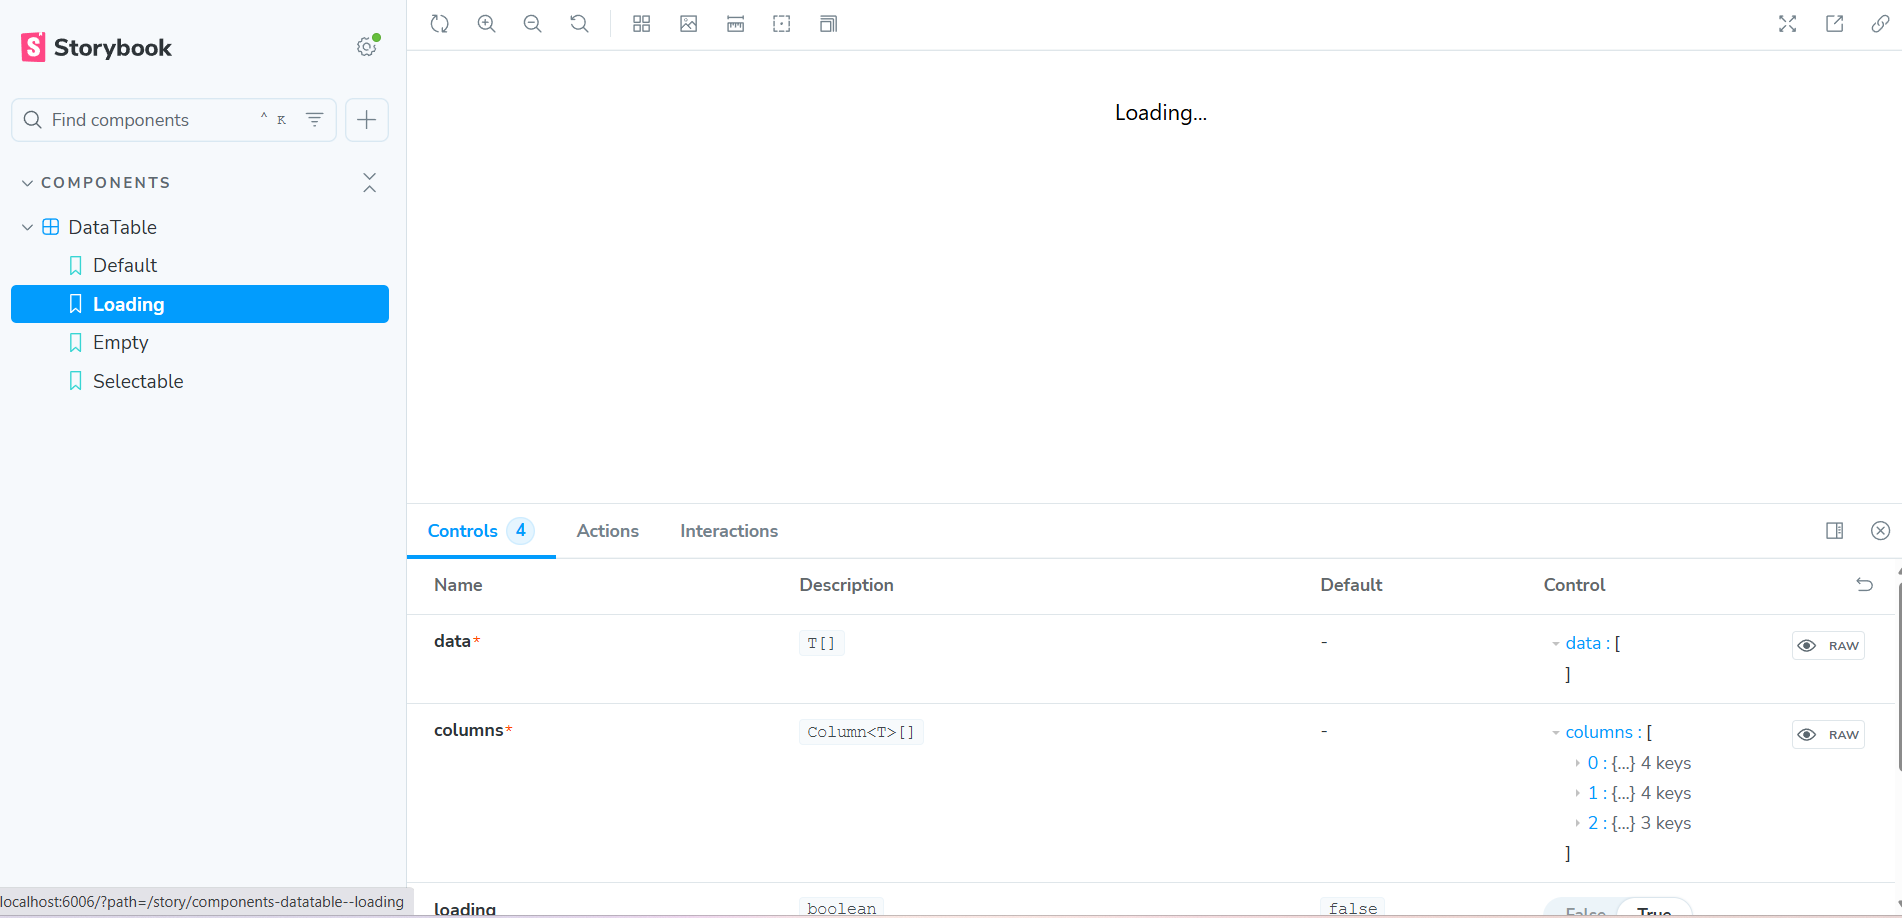 Storybook
Find components
^ K
COMPONENTS
DataTable
Default
Loading
Empty
Selectable
Loading...
Controls 4 Actions Interactions
Name Description Default Control
data* T[] - data : [
]
RAW
columns* Column<T>[] - columns : [
0 : {...} 4 keys
1 : {...} 4 keys
2 : {...} 3 keys
]
RAW
loading boolean false False True
localhost:6006/?path=/story/components-datatable--loading